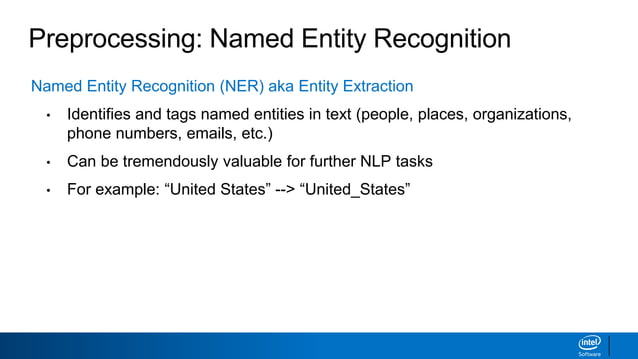 Preprocessing: Named Entity Recognition
Named Entity Recognition (NER) aka Entity Extraction
• Identifies and tags named entities in text (people, places, organizations,
phone numbers, emails, etc.)
• Can be tremendously valuable for further NLP tasks
• For example: “United States” --> “United_States”
intel
Software